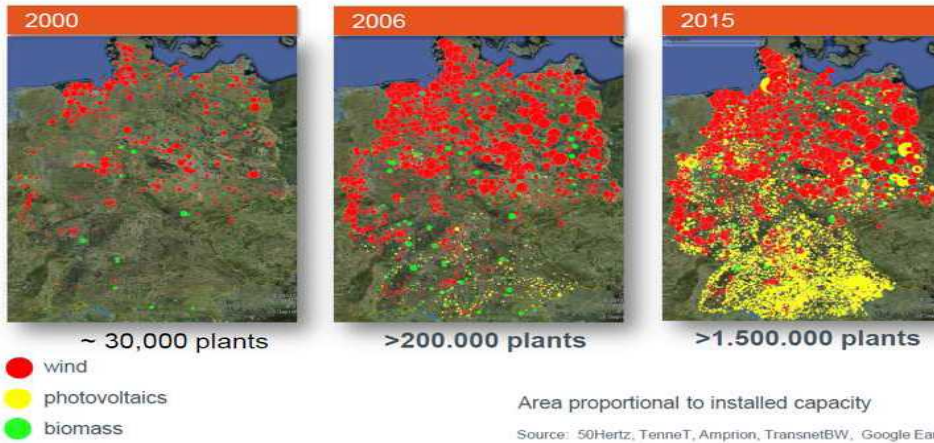 2000
2006
2015
~ 30,000 plants
>200.000 plants
>1.500.000 plants
wind
photovoltaics
biomass
Area proportional to installed capacity
Source: 50Hertz, TenneT, Amprion, TransnetBW, Google Ear